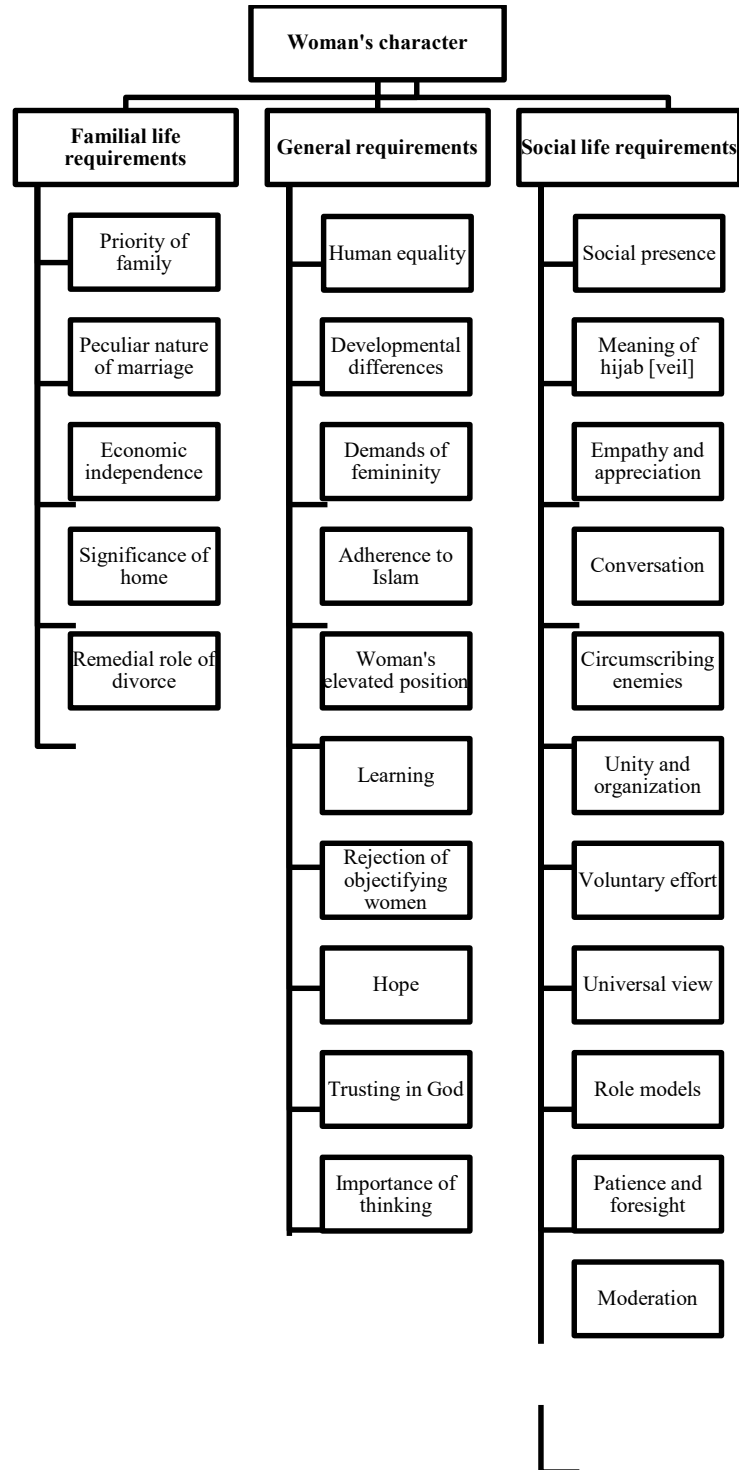 Woman's character
Familial life
requirements
Priority of
family
Peculiar nature
of marriage
Economic
independence
Significance of
home
Remedial role of
divorce
General requirements
Human equality
Developmental
differences
Demands of
femininity
Adherence to
Islam
Woman's
elevated position
Learning
Rejection of
objectifying
women
Hope
Trusting in God
Importance of
thinking
Social life requirements
Social presence
Meaning of
hijab [veil]
Empathy and
appreciation
Conversation
Circumscribing
enemies
Unity and
organization
Voluntary effort
Universal view
Role models
Patience and
foresight
Moderation